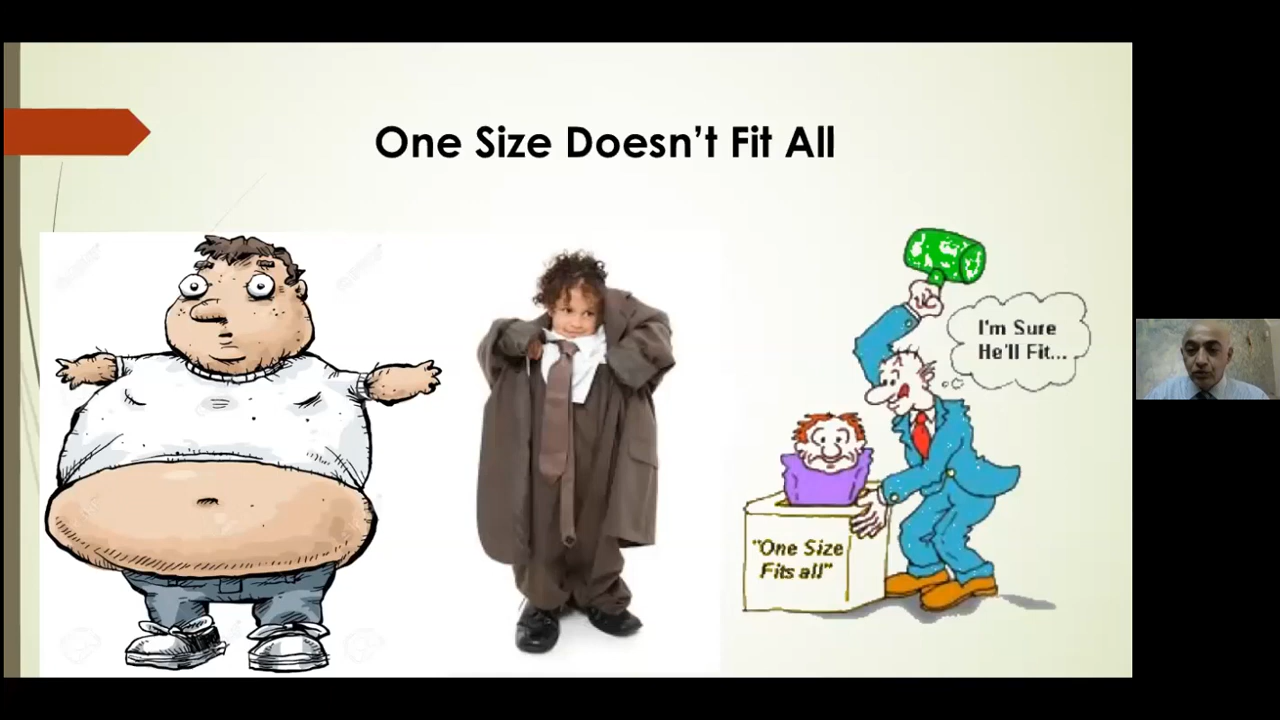 One Size Doesn’t Fit All
I'm Sure
He'll Fit...
"One Size
Fits all"